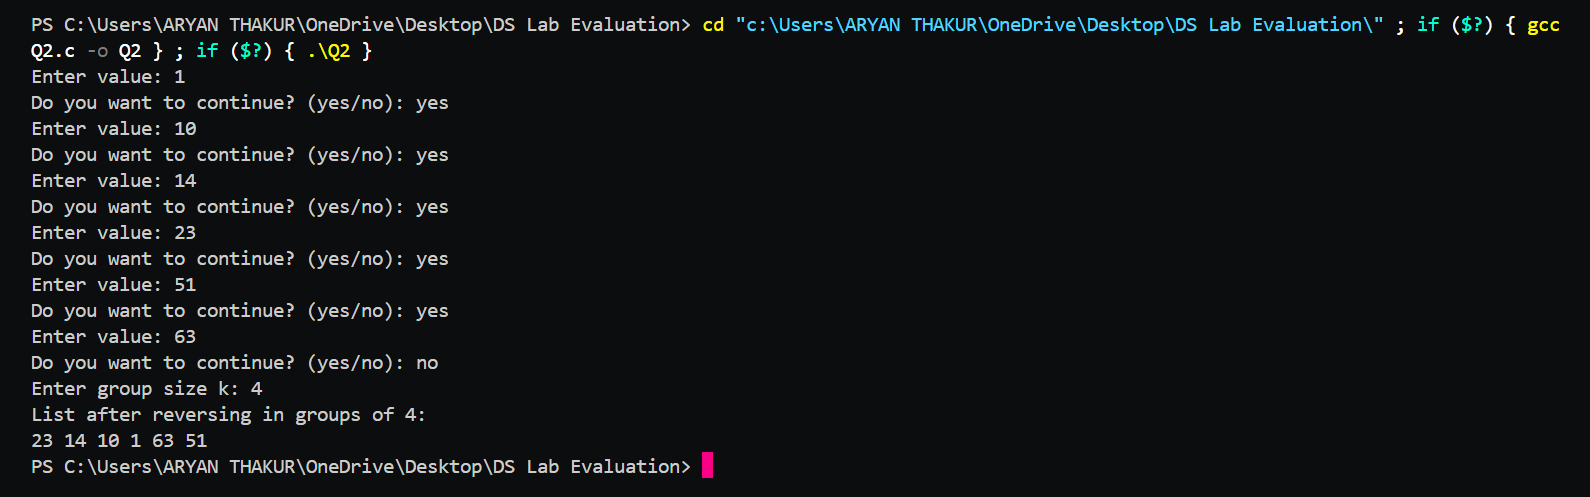 PS C:\Users\ARYAN THAKUR\OneDrive\Desktop\DS Lab Evaluation> cd "c:\Users\ARYAN THAKUR\OneDrive\Desktop\DS Lab Evaluation\" ; if ($?) { gcc
Q2.c -o Q2 } ; if ($?) { .\Q2 }
Enter value: 1
Do you want to continue? (yes/no): yes
Enter value: 10
Do you want to continue? (yes/no): yes
Enter value: 14
Do you want to continue? (yes/no): yes
Enter value: 23
Do you want to continue? (yes/no): yes
Enter value: 51
Do you want to continue? (yes/no): yes
Enter value: 63
Do you want to continue? (yes/no): no
Enter group size k: 4
List after reversing in groups of 4:
23 14 10 1 63 51
PS C:\Users\ARYAN THAKUR\OneDrive\Desktop\DS Lab Evaluation>